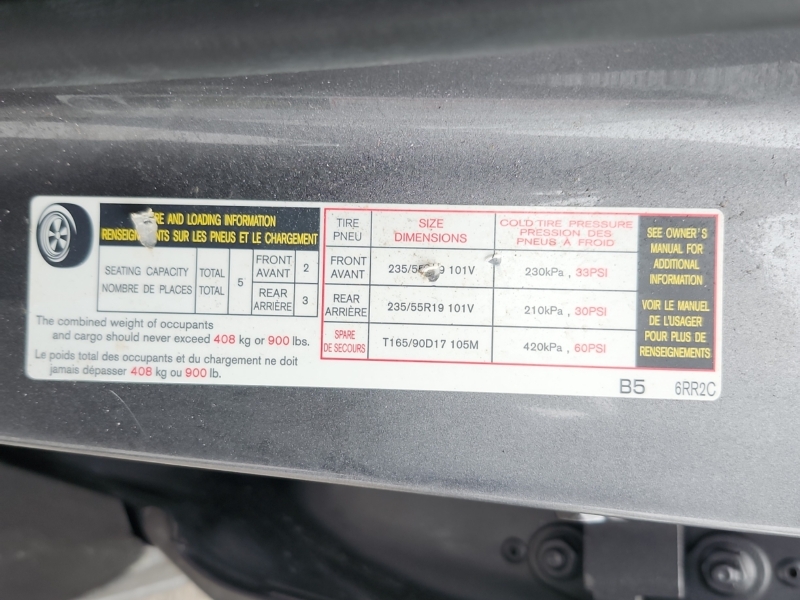 AND LOADING INFORMATION
RENSEIGNEMENTS SUR LES PNEUS ET LE CHARGEMENT
SEATING CAPACITY
NOMBRE DE PLACES
TOTAL
TOTAL
5
FRONT
AVANT
2
REAR
ARRIÈRE
3
The combined weight of occupants
and cargo should never exceed 408 kg or 900 lbs.
Le poids total des occupants et du chargement ne doit
jamais dépasser 408 kg ou 900 lb.
TIRE
PNEU
SIZE
DIMENSIONS
COLD TIRE PRESSURE
PRESSION DES
PNEUS À FROID
FRONT
AVANT
101V
230kPa , 33PSI
REAR
ARRIÈRE
235/55R19 101V
210kPa , 30PSI
SPARE
DE SECOURS
T165/90D17 105M
420kPa , 60PSI
SEE OWNER'S
MANUAL FOR
ADDITIONAL
INFORMATION
VOIR LE MANUEL
DE L'USAGER
POUR PLUS DE
RENSEIGNEMENTS
B5 6RR2C